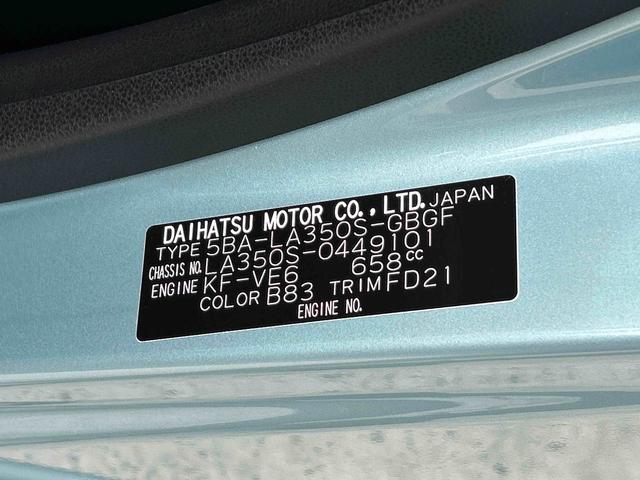 DAIHATSU MOTOR CO., LTD. JAPAN
TYPE 5BA-LA350S-GBGF
CHASSIS NO. LA350S-0449101
ENGINE KF-VE6 658cc
COLOR B83 TRIM FD21
ENGINE NO.